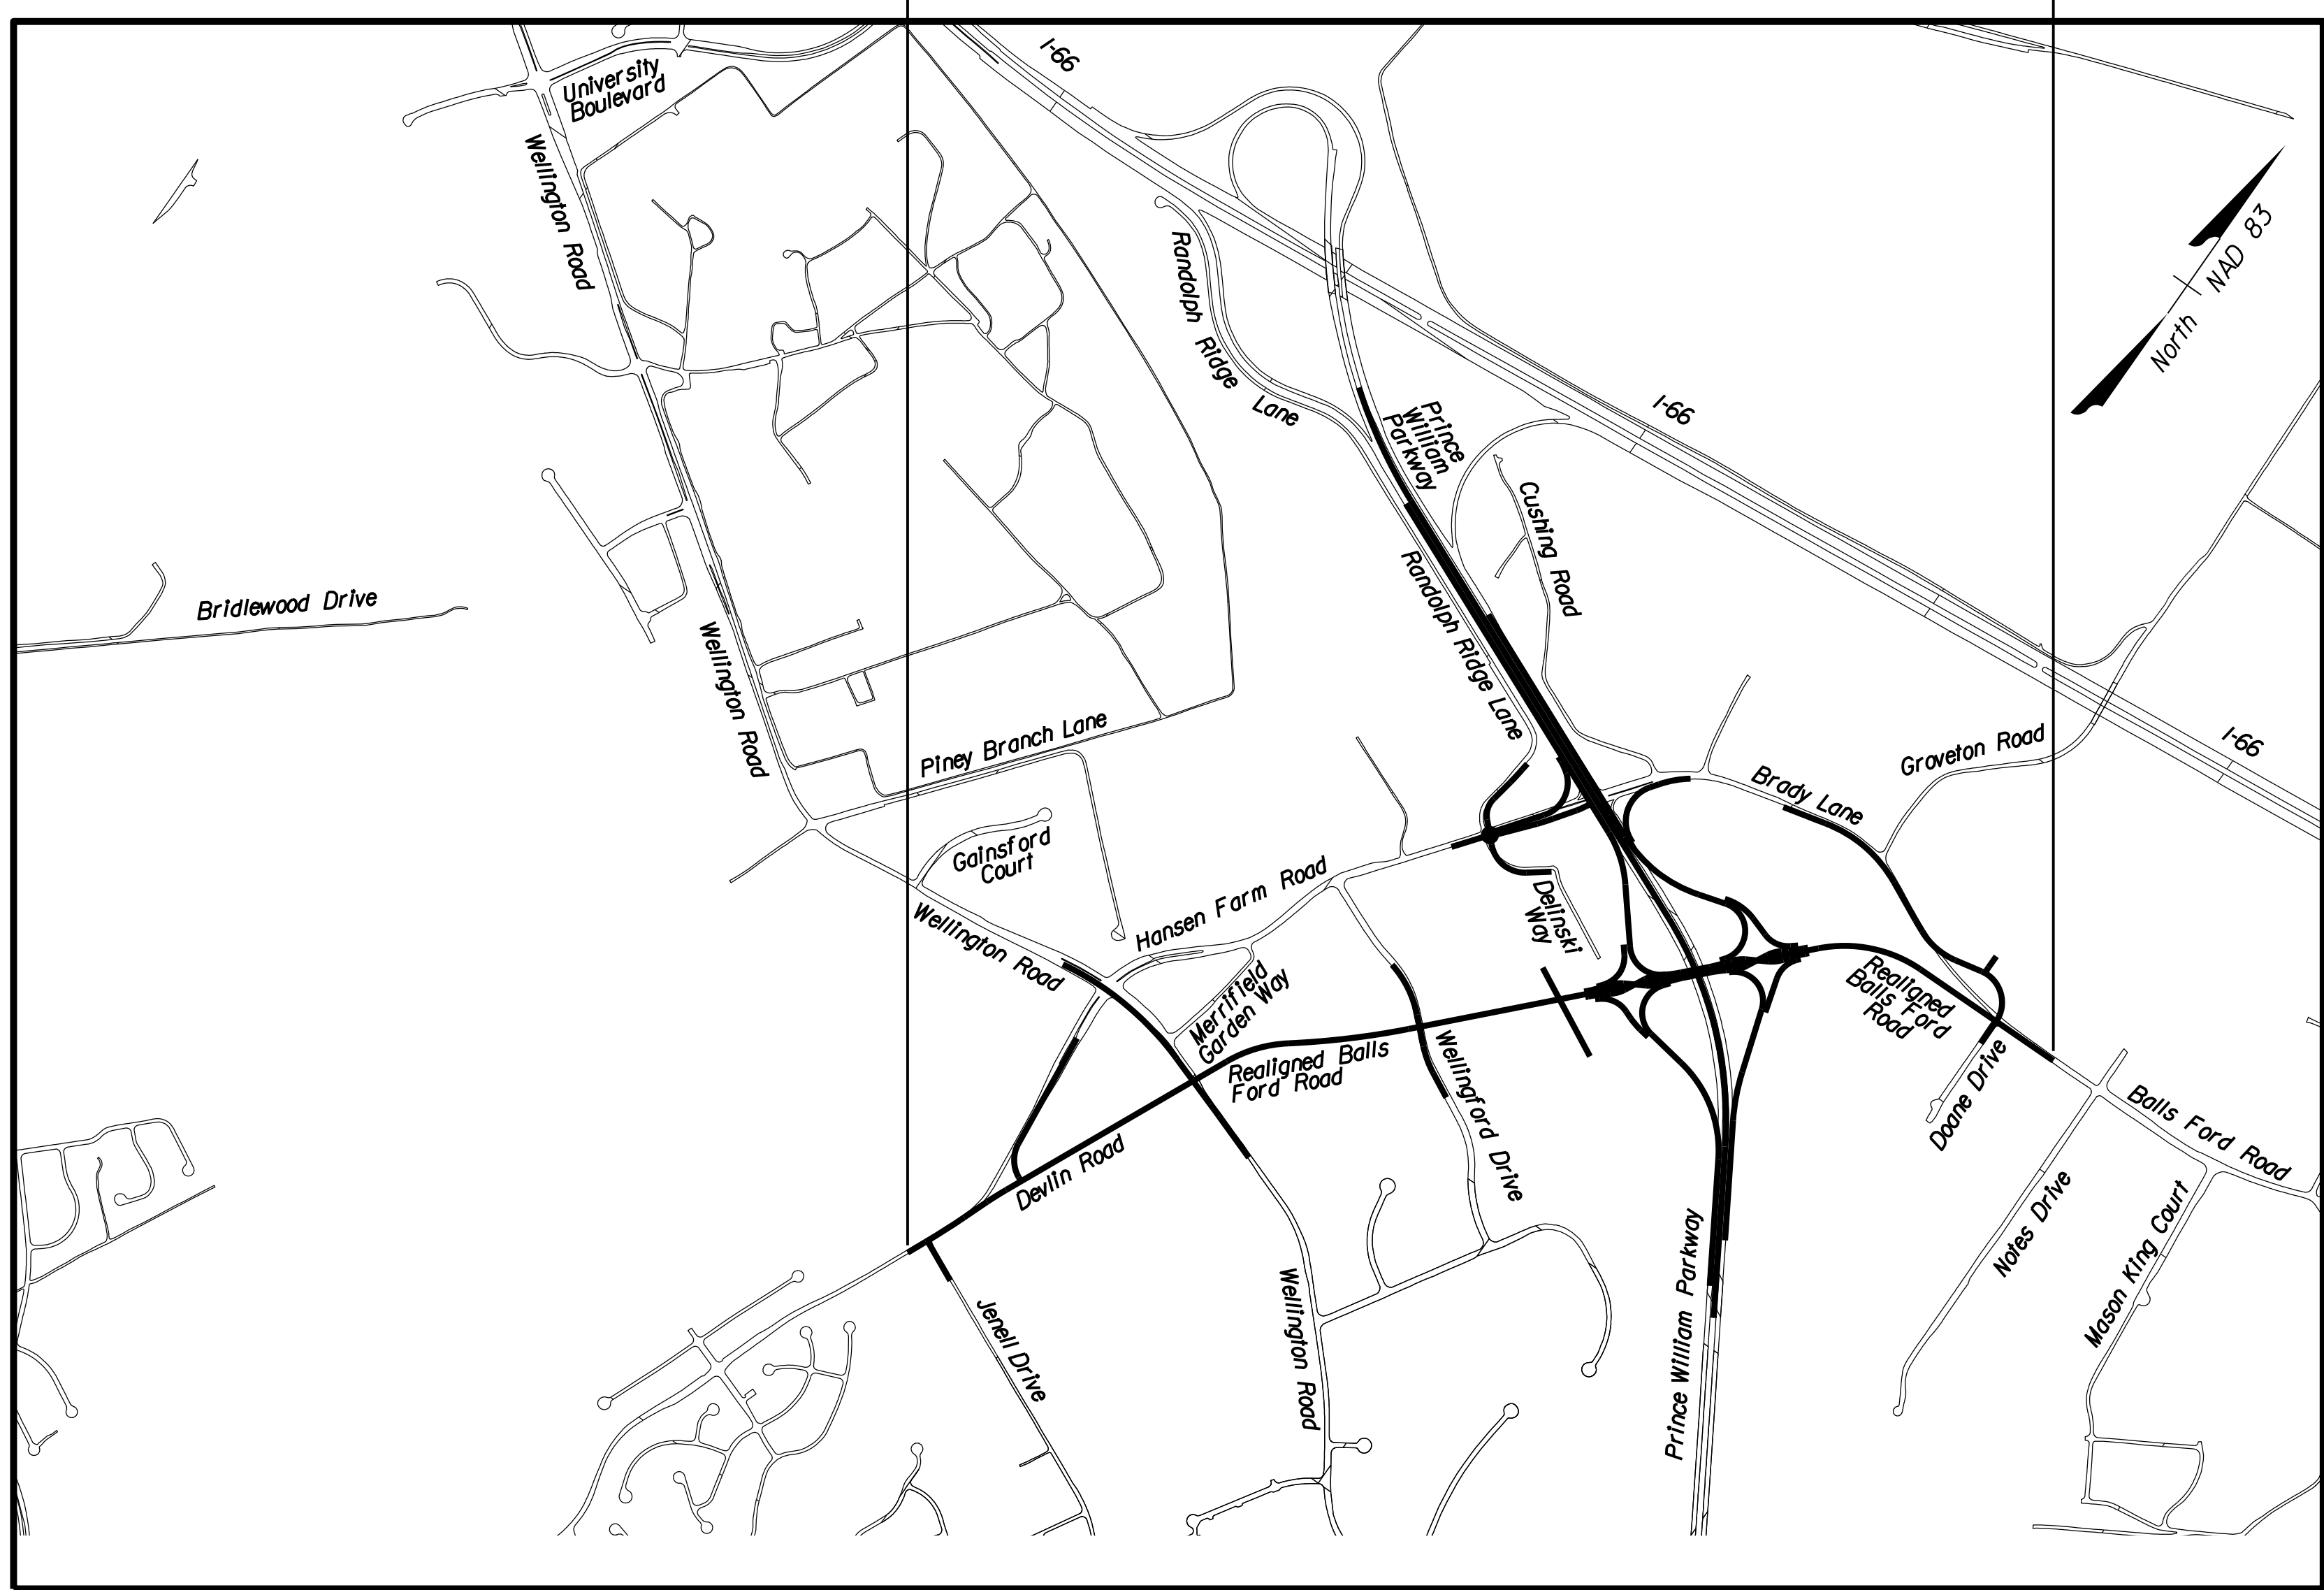 I-66
University
Boulevard
Wellington Road
Randolph Ridge Lane
NAD 83
North
I-66
Prince
William
Parkway
Cushing Road
Randolph Ridge Lane
Bridlewood Drive
Wellington Road
Piney Branch Lane
Groveton Road
I-66
Brady Lane
Gainsford
Court
Hansen Farm Road
Delinski
Way
Wellington Road
Merrifield
Garden Way
Realigned
Balls Ford
Road
Realigned Balls
Ford Road
Wellingford Drive
Doane Drive
Balls Ford Road
Devlin Road
Notes Drive
Mason King Court
Prince William Parkway
Jenell Drive
Wellington Road